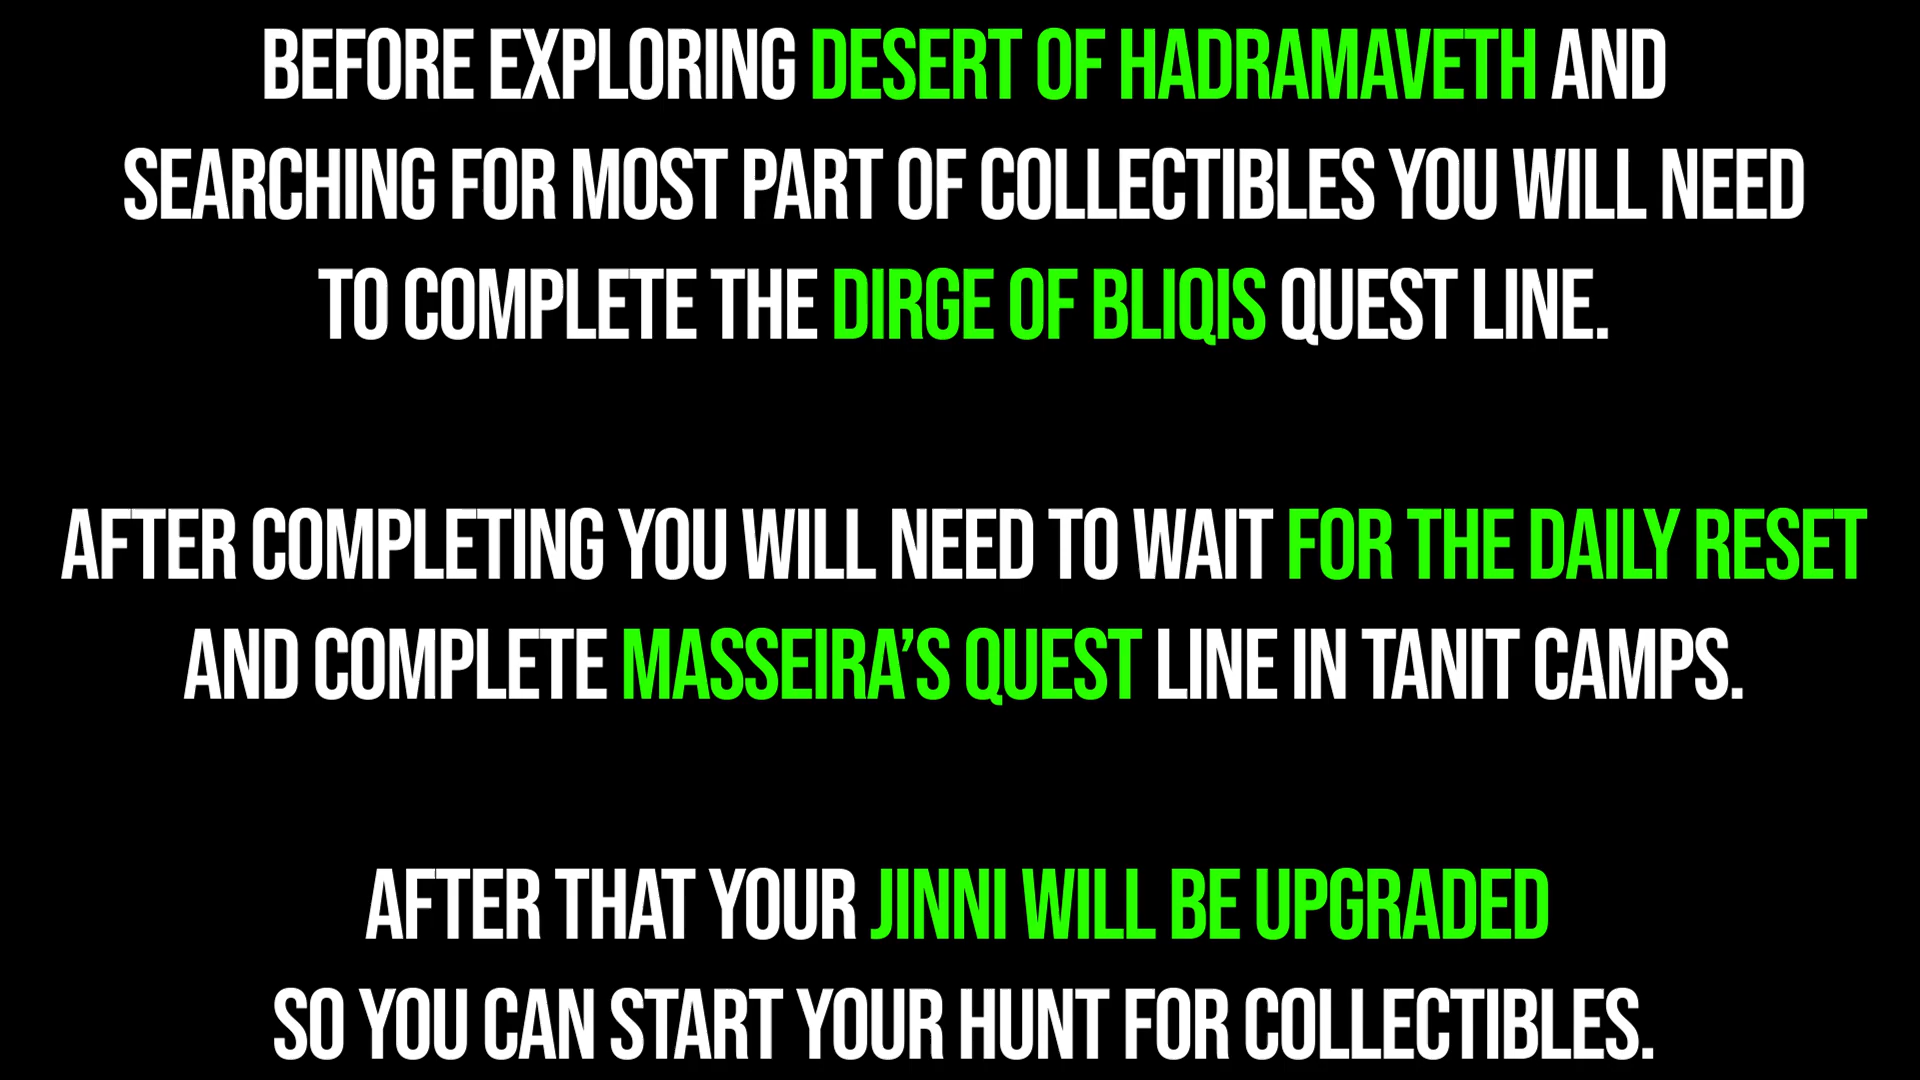 BEFORE EXPLORING DESERT OF HADRAMAVETH AND
SEARCHING FOR MOST PART OF COLLECTIBLES YOU WILL NEED
TO COMPLETE THE DIRGE OF BLIQIS QUEST LINE.
AFTER COMPLETING YOU WILL NEED TO WAIT FOR THE DAILY RESET
AND COMPLETE MASSEIRA’S QUEST LINE IN TANIT CAMPS.
AFTER THAT YOUR JINNI WILL BE UPGRADED
SO YOU CAN START YOUR HUNT FOR COLLECTIBLES.